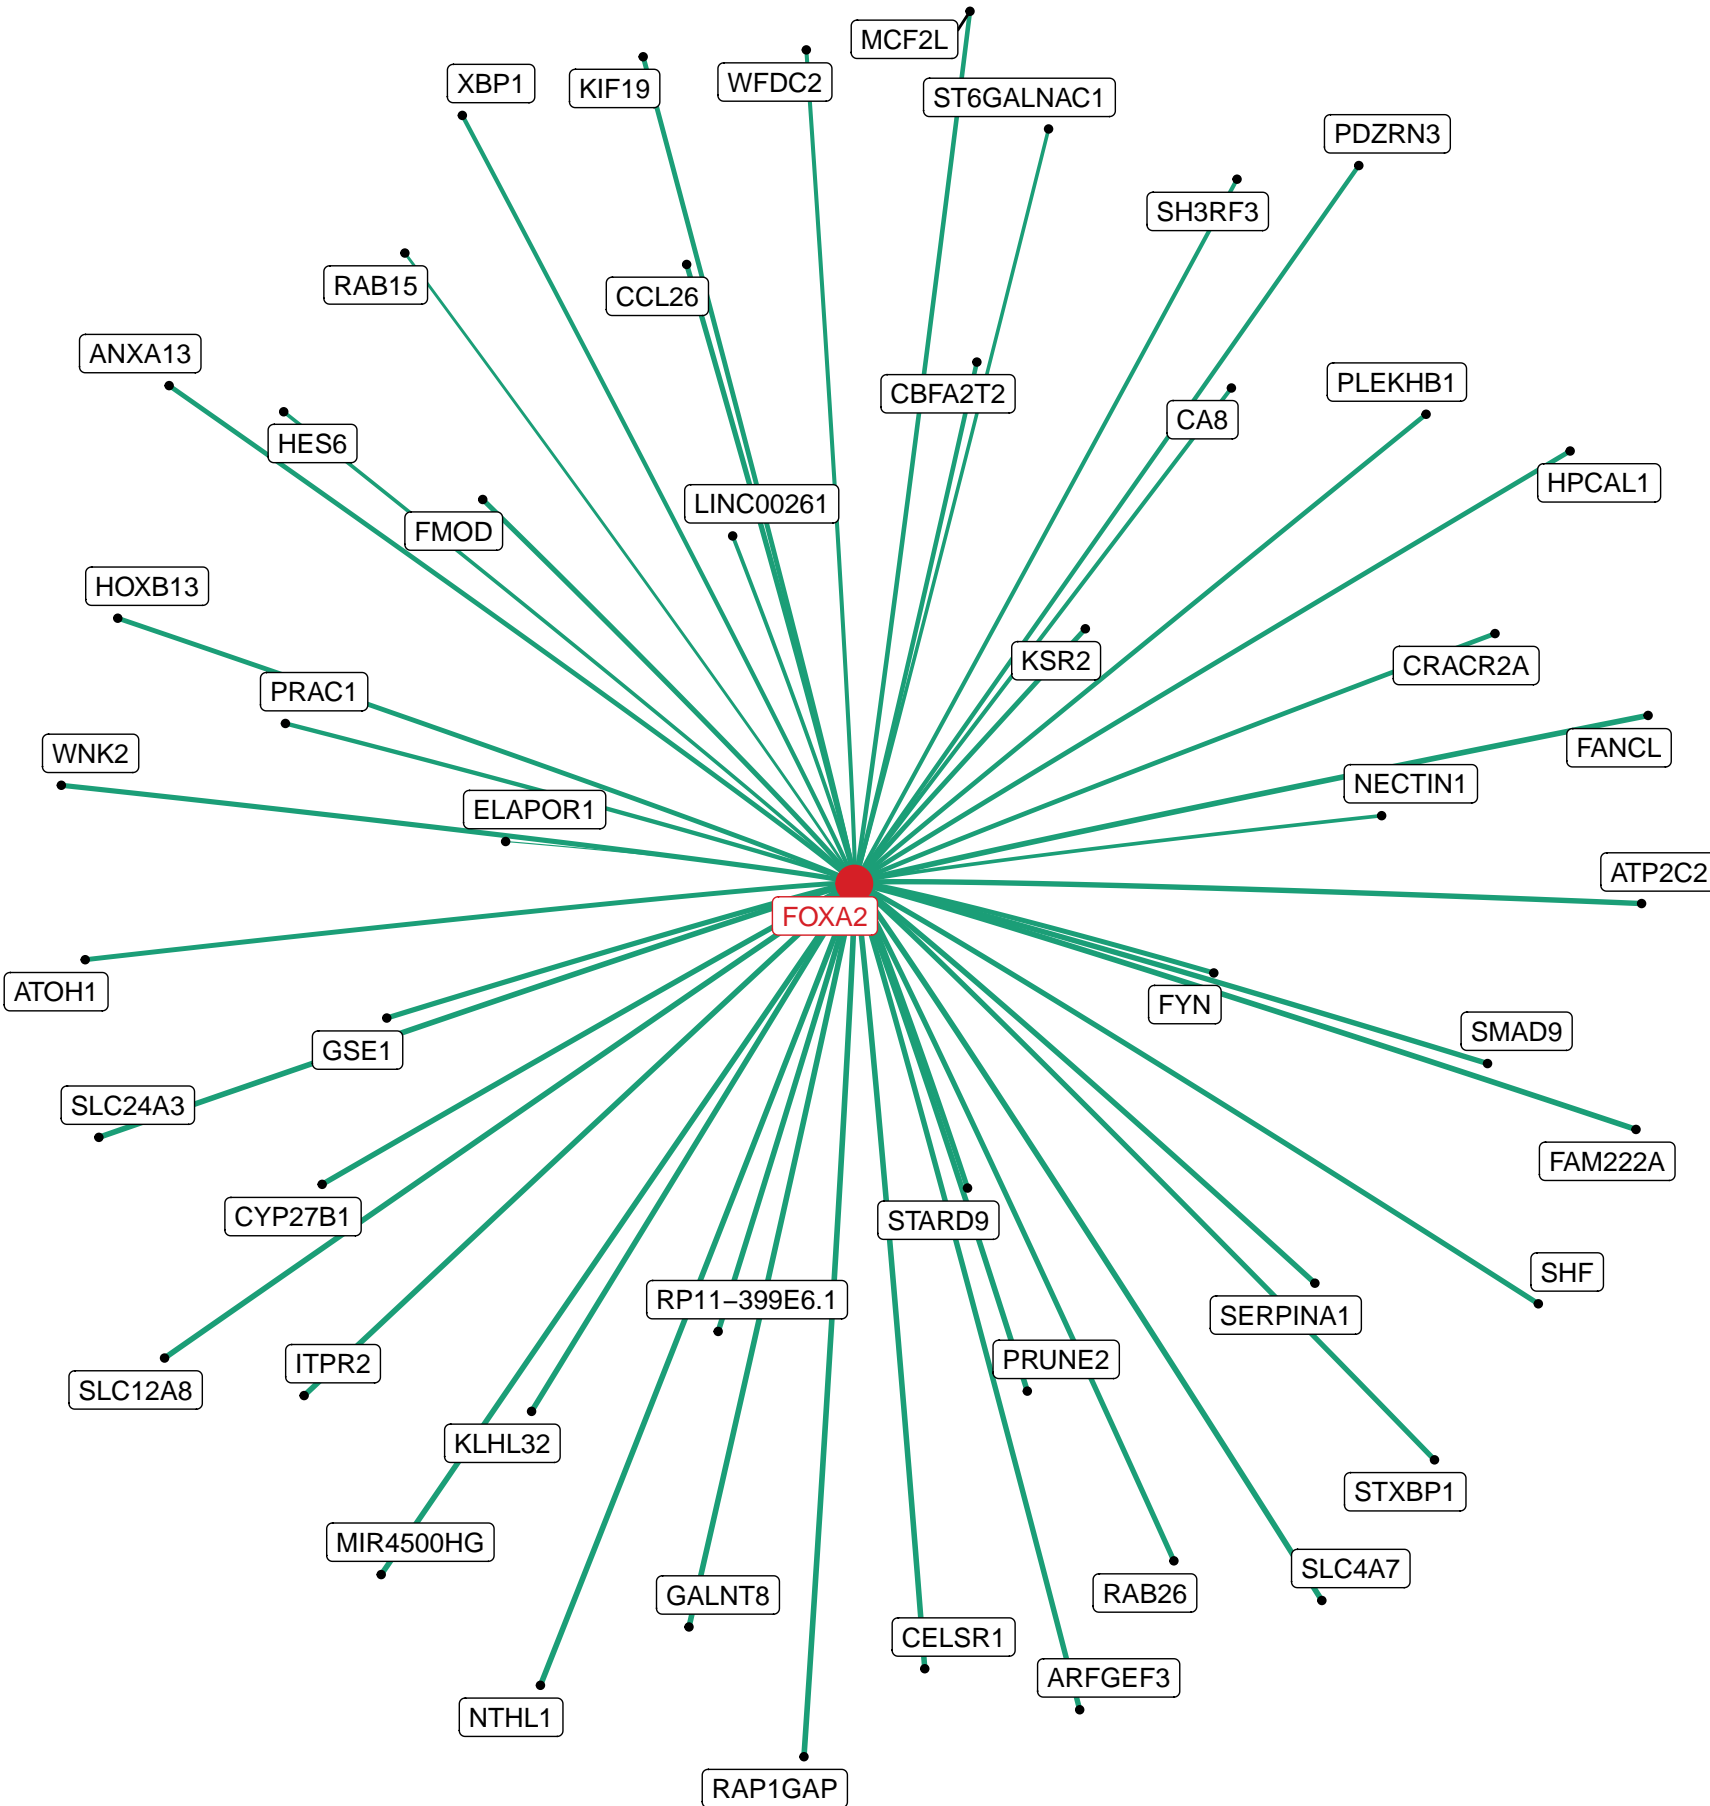 MCF2L
XBP1
KIF19
WFDC2
ST6GALNAC1
PDZRN3
SH3RF3
RAB15
CCL26
ANXA13
CBFA2T2
PLEKHB1
CA8
HES6
HPCAL1
LINC00261
FMOD
HOXB13
KSR2
CRACR2A
PRAC1
WNK2
FANCL
NECTIN1
ELAPOR1
ATP2C2
FOXA2
ATOH1
FYN
SMAD9
GSE1
SLC24A3
FAM222A
CYP27B1
STARD9
SHF
RP11−399E6.1
SERPINA1
ITPR2
PRUNE2
SLC12A8
KLHL32
STXBP1
MIR4500HG
SLC4A7
GALNT8
RAB26
CELSR1
ARFGEF3
NTHL1
RAP1GAP